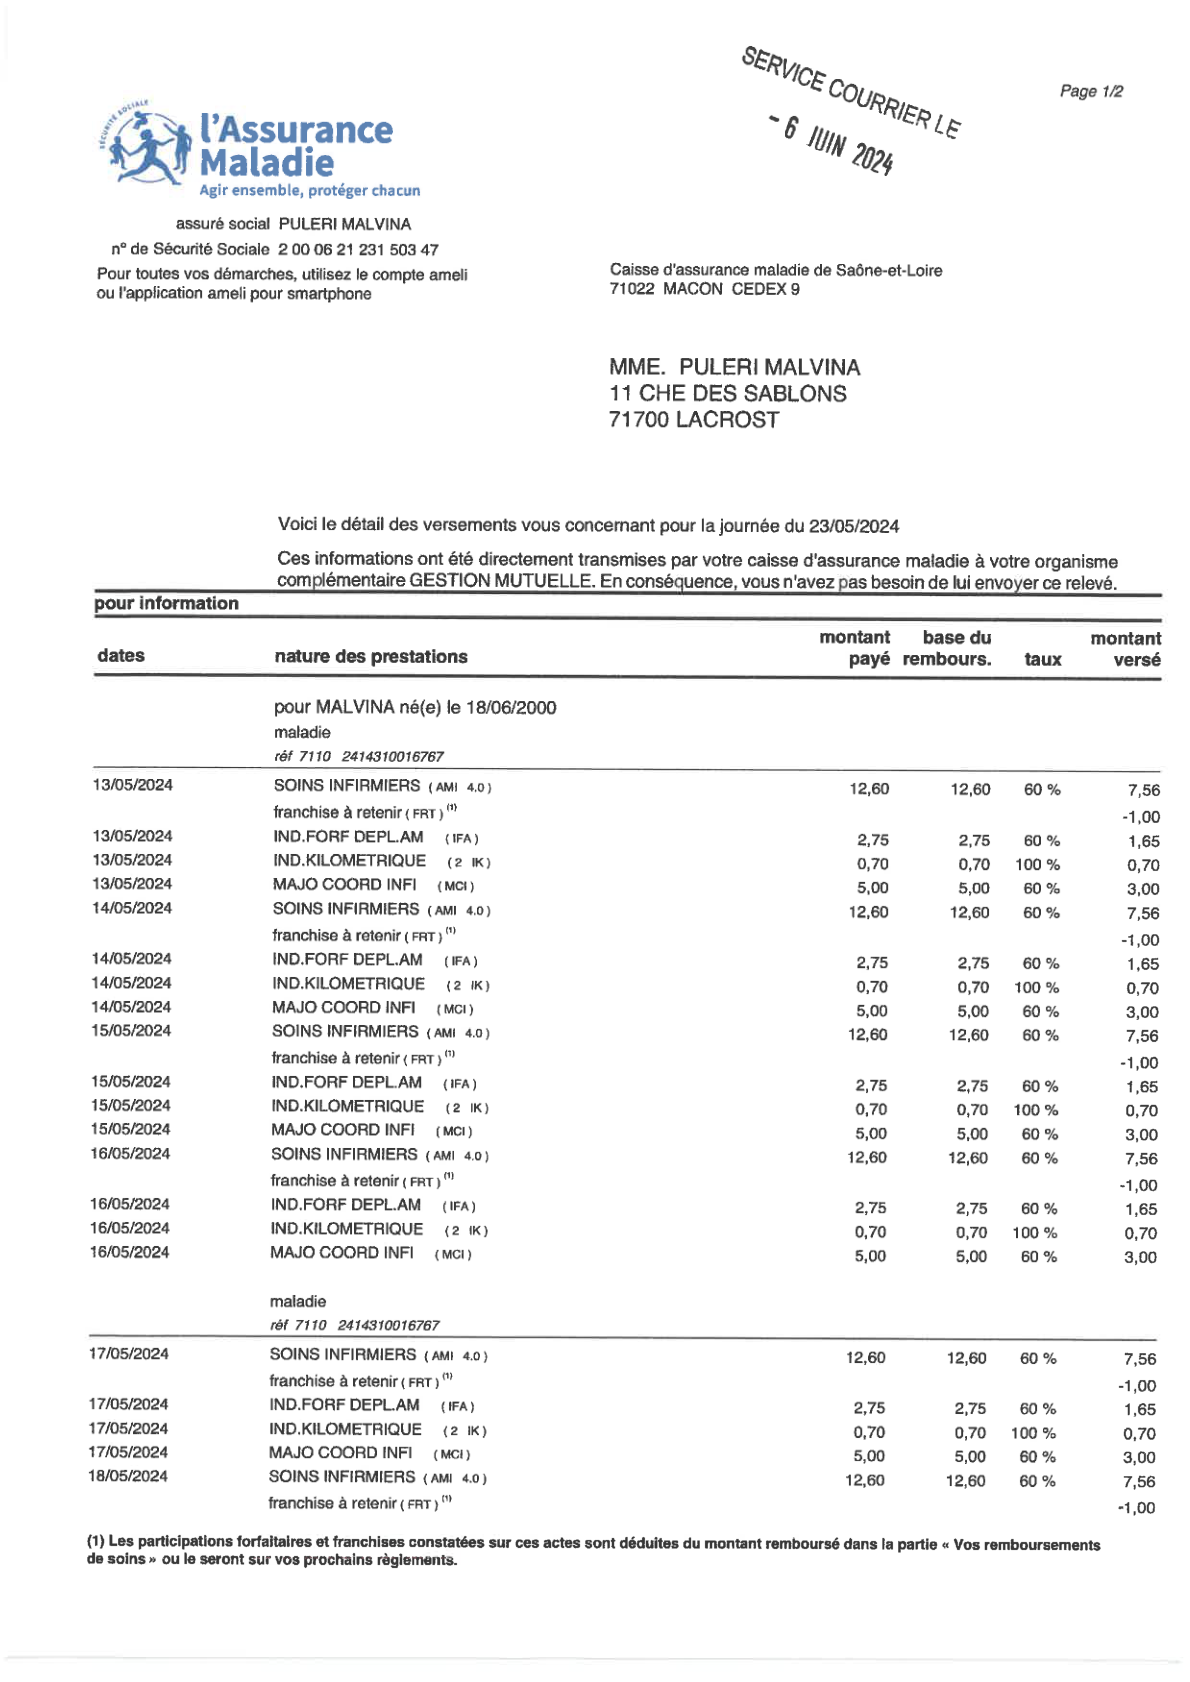 SERVICE COURRIER LE
- 6 JUIN 2024
Page 1/2
SÉCURITÉ SOCIALE
l'Assurance
Maladie
Agir ensemble, protéger chacun
assuré social PULERI MALVINA
n° de Sécurité Sociale 2 00 06 21 231 503 47
Pour toutes vos démarches, utilisez le compte ameli
ou l'application ameli pour smartphone
Caisse d'assurance maladie de Saône-et-Loire
71022 MACON CEDEX 9
MME. PULERI MALVINA
11 CHE DES SABLONS
71700 LACROST
Voici le détail des versements vous concernant pour la journée du 23/05/2024
Ces informations ont été directement transmises par votre caisse d'assurance maladie à votre organisme
complémentaire GESTION MUTUELLE. En conséquence, vous n'avez pas besoin de lui envoyer ce relevé.
pour information
dates nature des prestations montant payé base du rembours. taux montant versé
pour MALVINA né(e) le 18/06/2000
maladie
réf 7110 2414310016767
13/05/2024 SOINS INFIRMIERS (AMI 4.0) 12,60 12,60 60 % 7,56
franchise à retenir (FRT) (1) -1,00
13/05/2024 IND.FORF DEPL.AM (IFA) 2,75 2,75 60 % 1,65
13/05/2024 IND.KILOMETRIQUE (2 IK) 0,70 0,70 100 % 0,70
13/05/2024 MAJO COORD INFI (MCI) 5,00 5,00 60 % 3,00
14/05/2024 SOINS INFIRMIERS (AMI 4.0) 12,60 12,60 60 % 7,56
franchise à retenir (FRT) (1) -1,00
14/05/2024 IND.FORF DEPL.AM (IFA) 2,75 2,75 60 % 1,65
14/05/2024 IND.KILOMETRIQUE (2 IK) 0,70 0,70 100 % 0,70
14/05/2024 MAJO COORD INFI (MCI) 5,00 5,00 60 % 3,00
15/05/2024 SOINS INFIRMIERS (AMI 4.0) 12,60 12,60 60 % 7,56
franchise à retenir (FRT) (1) -1,00
15/05/2024 IND.FORF DEPL.AM (IFA) 2,75 2,75 60 % 1,65
15/05/2024 IND.KILOMETRIQUE (2 IK) 0,70 0,70 100 % 0,70
15/05/2024 MAJO COORD INFI (MCI) 5,00 5,00 60 % 3,00
16/05/2024 SOINS INFIRMIERS (AMI 4.0) 12,60 12,60 60 % 7,56
franchise à retenir (FRT) (1) -1,00
16/05/2024 IND.FORF DEPL.AM (IFA) 2,75 2,75 60 % 1,65
16/05/2024 IND.KILOMETRIQUE (2 IK) 0,70 0,70 100 % 0,70
16/05/2024 MAJO COORD INFI (MCI) 5,00 5,00 60 % 3,00
maladie
réf 7110 2414310016767
17/05/2024 SOINS INFIRMIERS (AMI 4.0) 12,60 12,60 60 % 7,56
franchise à retenir (FRT) (1) -1,00
17/05/2024 IND.FORF DEPL.AM (IFA) 2,75 2,75 60 % 1,65
17/05/2024 IND.KILOMETRIQUE (2 IK) 0,70 0,70 100 % 0,70
17/05/2024 MAJO COORD INFI (MCI) 5,00 5,00 60 % 3,00
18/05/2024 SOINS INFIRMIERS (AMI 4.0) 12,60 12,60 60 % 7,56
franchise à retenir (FRT) (1) -1,00
(1) Les participations forfaitaires et franchises constatées sur ces actes sont déduites du montant remboursé dans la partie « Vos remboursements
de soins » ou le seront sur vos prochains règlements.